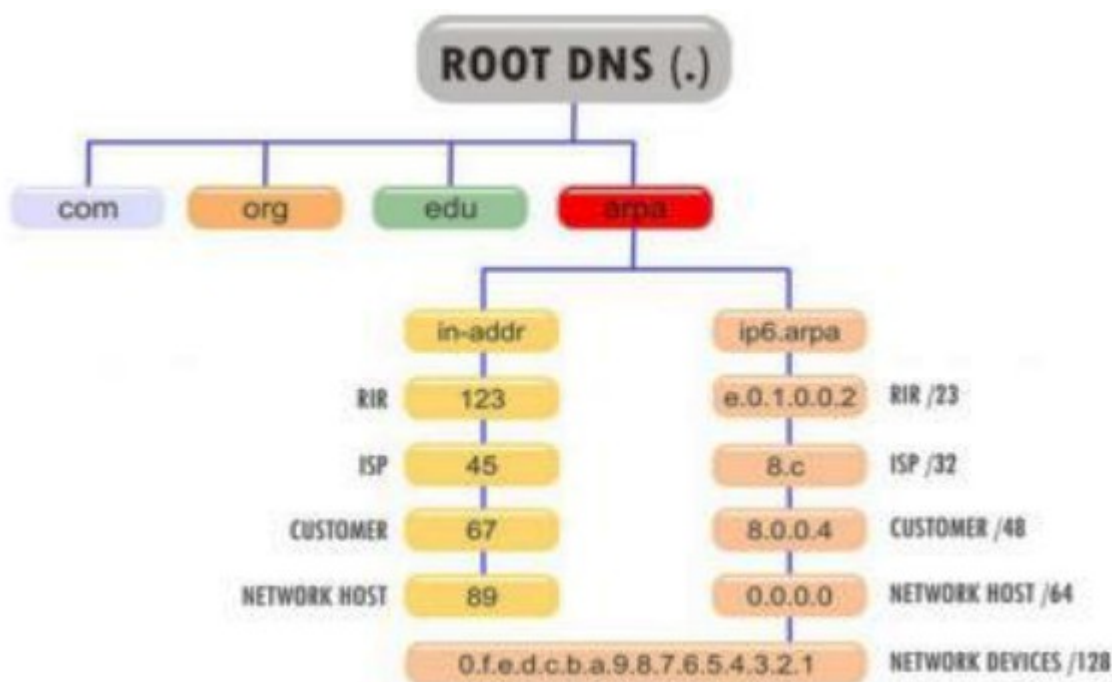 ROOT DNS (.)
com org edu arpa
in-addr ip6.arpa
RIR 123 e.0.1.0.0.2 RIR /23
ISP 45 8.c ISP /32
CUSTOMER 67 8.0.0.4 CUSTOMER /48
NETWORK HOST 89 0.0.0.0 NETWORK HOST /64
0.f.e.d.c.b.a.9.8.7.6.5.4.3.2.1 NETWORK DEVICES /128